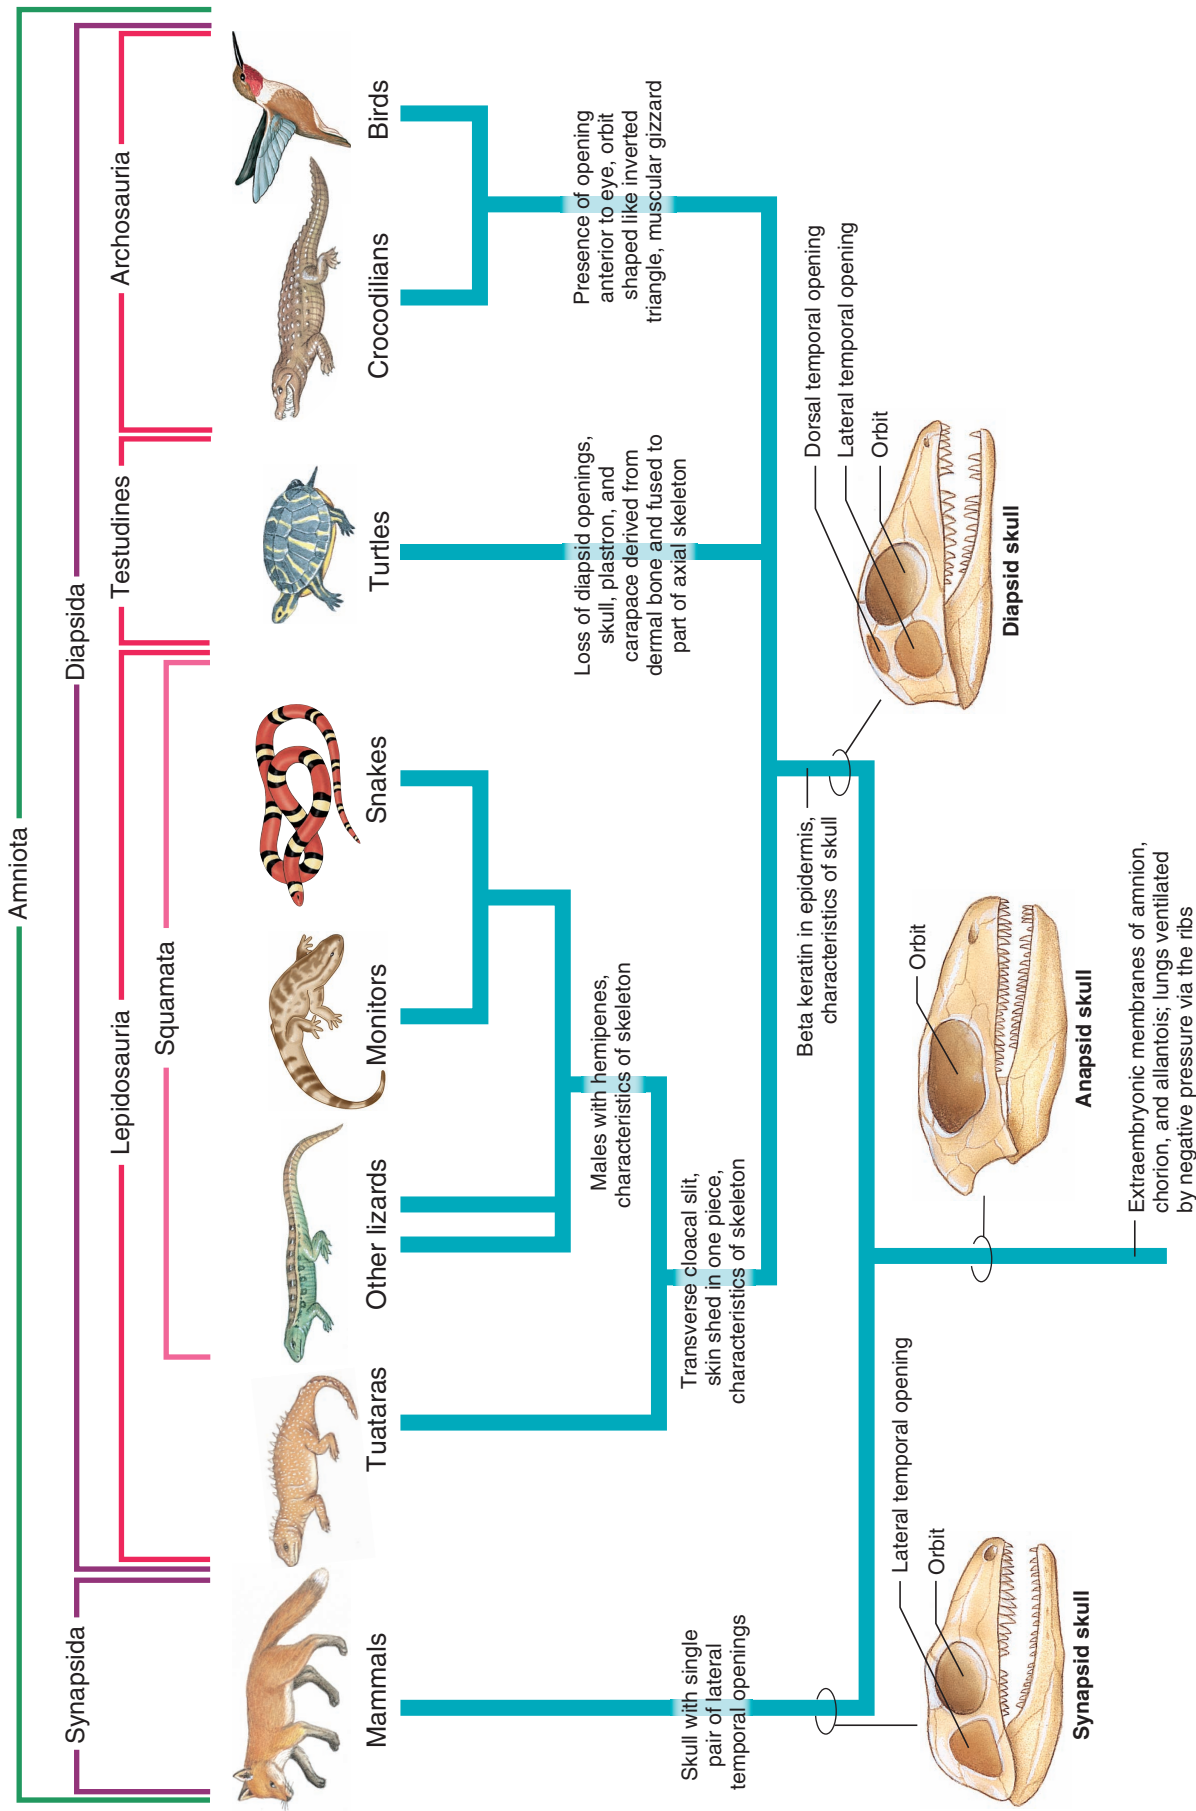 Amniota
Synapsida
Diapsida
Lepidosauria
Testudines
Archosauria
Squamata
Mammals
Tuataras
Other lizards
Monitors
Snakes
Turtles
Crocodilians
Birds
Skull with single
pair of lateral
temporal openings
Transverse cloacal slit,
skin shed in one piece,
characteristics of skeleton
Males with hemipenes,
characteristics of skeleton
Loss of diapsid openings,
skull, plastron, and
carapace derived from
dermal bone and fused to
part of axial skeleton
Presence of opening
anterior to eye, orbit
shaped like inverted
triangle, muscular gizzard
Beta keratin in epidermis,
characteristics of skull
Dorsal temporal opening
Lateral temporal opening
Orbit
Diapsid skull
Lateral temporal opening
Orbit
Synapsid skull
Orbit
Anapsid skull
Extraembryonic membranes of amnion,
chorion, and allantois; lungs ventilated
by negative pressure via the ribs